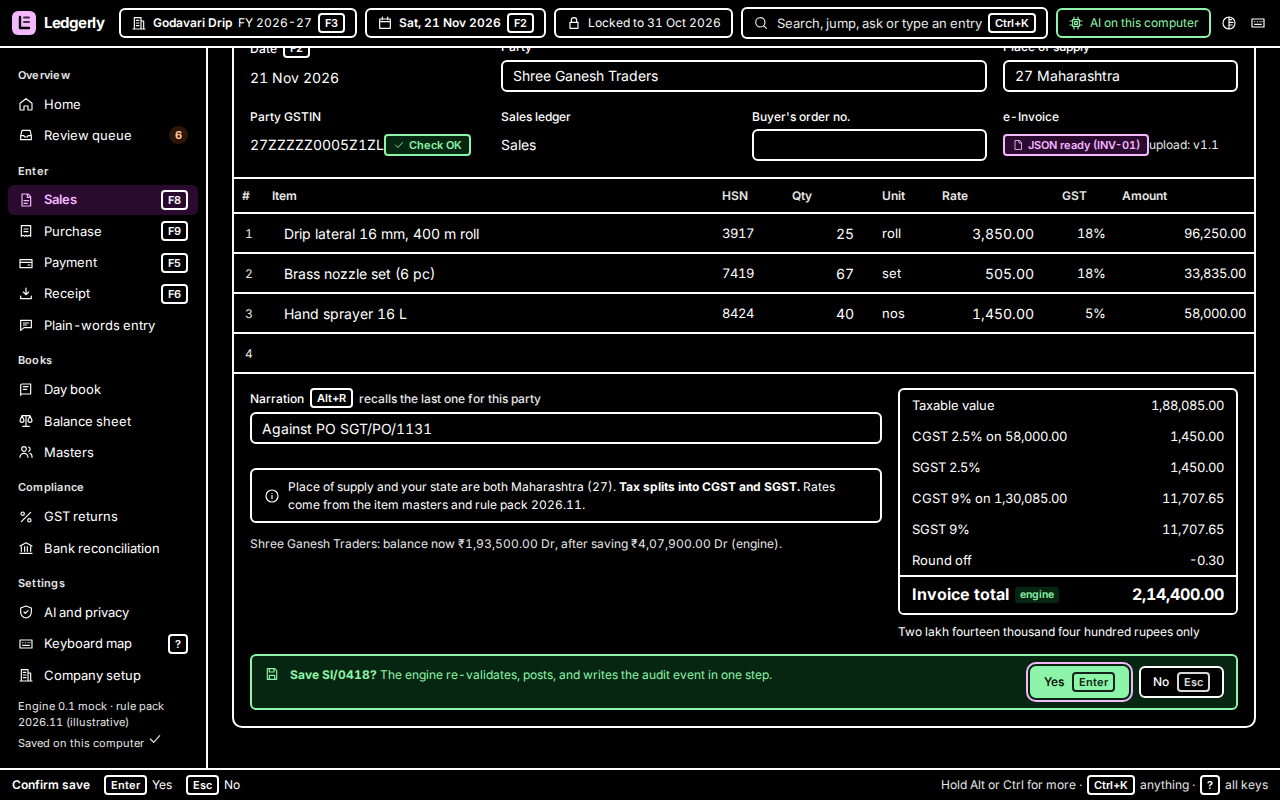 Ledgerly
Godavari Drip FY 2026-27 F3
Sat, 21 Nov 2026 F2
Locked to 31 Oct 2026
Search, jump, ask or type an entry Ctrl+K
AI on this computer
Overview
Home
Review queue 6
Enter
Sales F8
Purchase F9
Payment F5
Receipt F6
Plain-words entry
Books
Day book
Balance sheet
Masters
Compliance
GST returns
Bank reconciliation
Settings
AI and privacy
Keyboard map ?
Company setup
Engine 0.1 mock · rule pack
2026.11 (illustrative)
Saved on this computer
Date F2 Party Place of supply
21 Nov 2026 Shree Ganesh Traders 27 Maharashtra
Party GSTIN Sales ledger Buyer's order no. e-Invoice
27ZZZZZ0005Z1ZL Check OK Sales JSON ready (INV-01) upload: v1.1
# Item HSN Qty Unit Rate GST Amount
1 Drip lateral 16 mm, 400 m roll 3917 25 roll 3,850.00 18% 96,250.00
2 Brass nozzle set (6 pc) 7419 67 set 505.00 18% 33,835.00
3 Hand sprayer 16 L 8424 40 nos 1,450.00 5% 58,000.00
4
Narration Alt+R recalls the last one for this party
Against PO SGT/PO/1131
Place of supply and your state are both Maharashtra (27). Tax splits into CGST and SGST. Rates
come from the item masters and rule pack 2026.11.
Shree Ganesh Traders: balance now ₹1,93,500.00 Dr, after saving ₹4,07,900.00 Dr (engine).
Taxable value 1,88,085.00
CGST 2.5% on 58,000.00 1,450.00
SGST 2.5% 1,450.00
CGST 9% on 1,30,085.00 11,707.65
SGST 9% 11,707.65
Round off -0.30
Invoice total engine 2,14,400.00
Two lakh fourteen thousand four hundred rupees only
Save SI/0418? The engine re-validates, posts, and writes the audit event in one step.
Yes Enter No Esc
Confirm save Enter Yes Esc No
Hold Alt or Ctrl for more · Ctrl+K anything · ? all keys